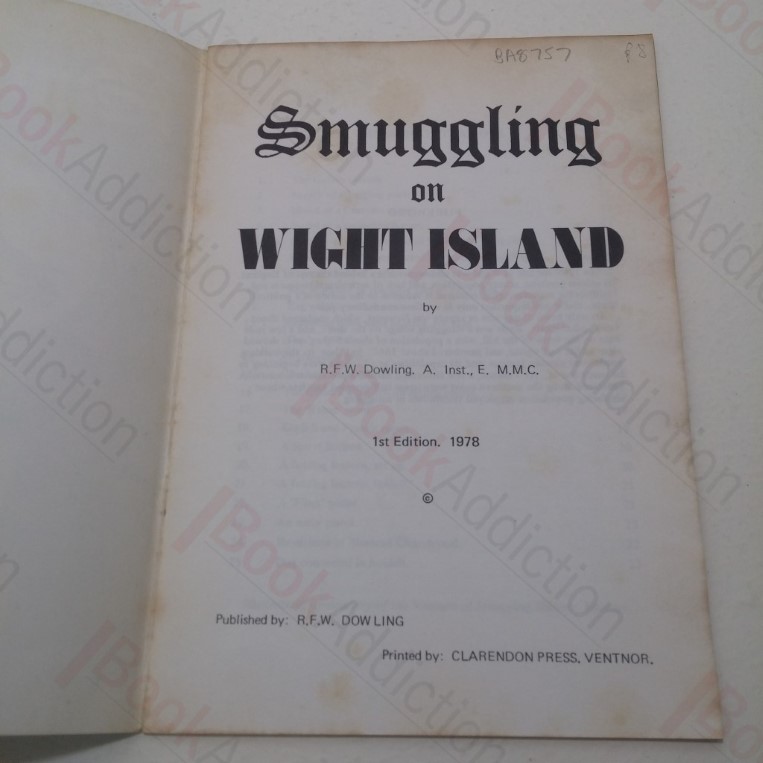 BA8757 £8
Smuggling
on
WIGHT ISLAND
by
R.F.W. Dowling. A. Inst., E. M.M.C.
1st Edition. 1978
©
Published by: R.F.W. DOWLING
Printed by: CLARENDON PRESS, VENTNOR.
BookAddiction